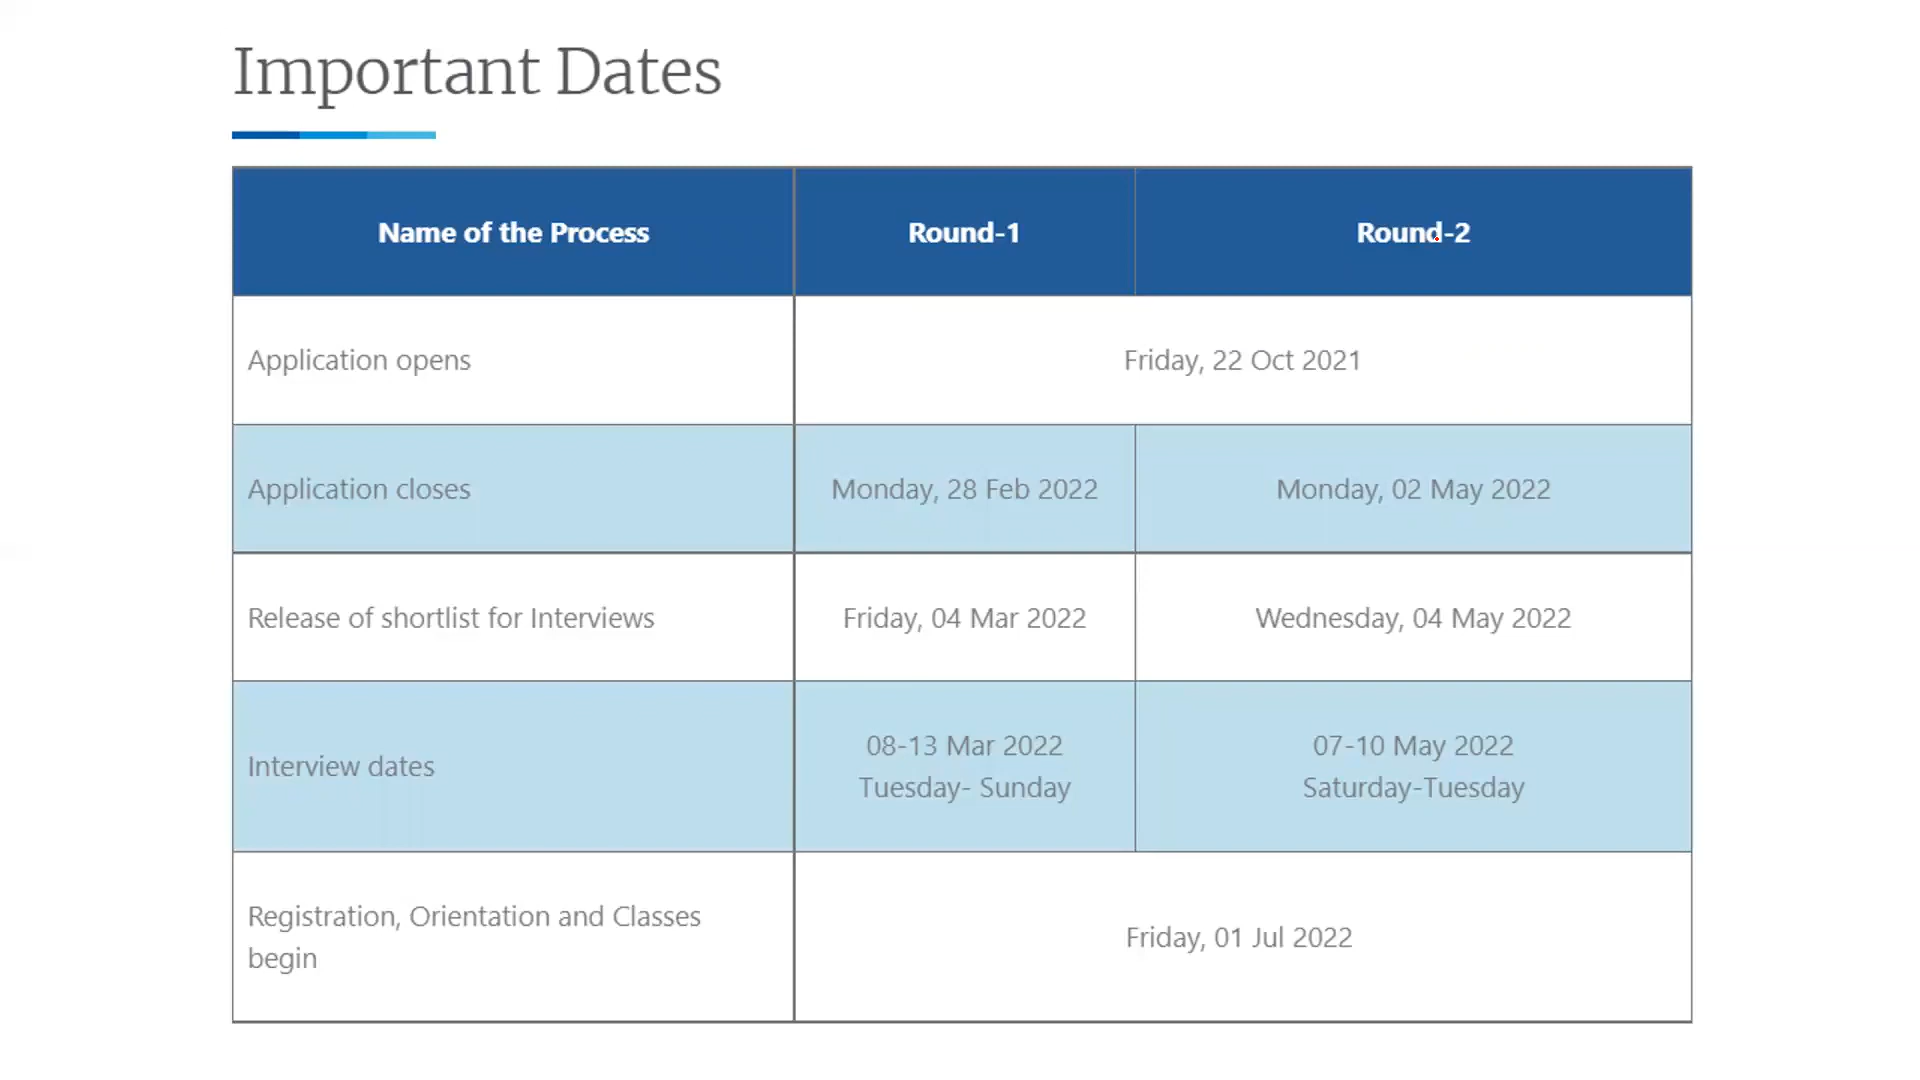 Important Dates
Name of the Process Round-1 Round-2
Application opens Friday, 22 Oct 2021
Application closes Monday, 28 Feb 2022 Monday, 02 May 2022
Release of shortlist for Interviews Friday, 04 Mar 2022 Wednesday, 04 May 2022
Interview dates 08-13 Mar 2022 07-10 May 2022
Tuesday- Sunday Saturday-Tuesday
Registration, Orientation and Classes
begin
Friday, 01 Jul 2022